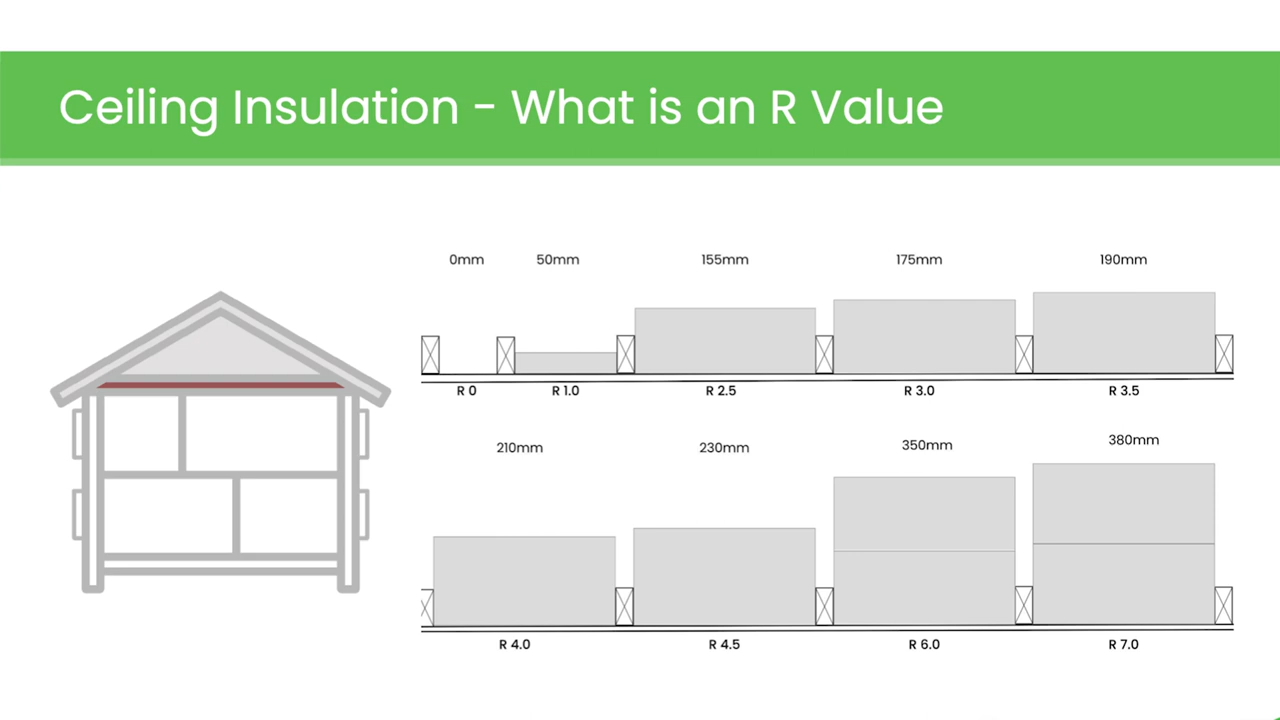 Ceiling Insulation - What is an R Value
0mm 50mm 155mm 175mm 190mm
R 0 R 1.0 R 2.5 R 3.0 R 3.5
210mm 230mm 350mm 380mm
R 4.0 R 4.5 R 6.0 R 7.0